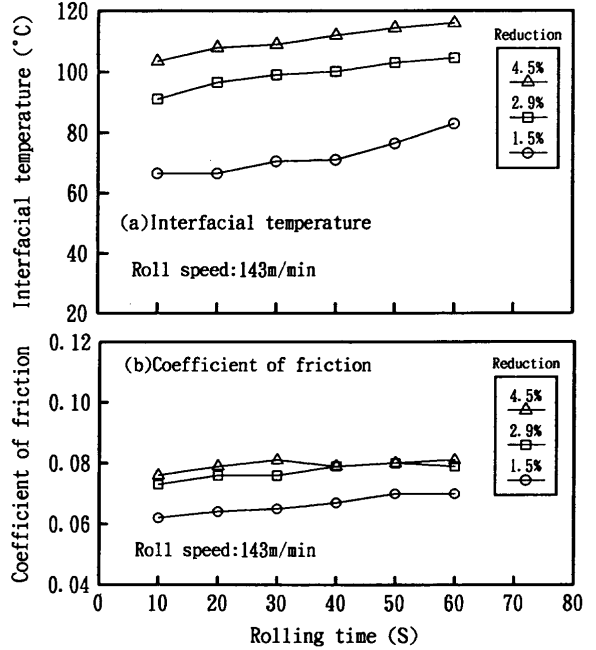 Interfacial temperature (°C)
120
100
80
60
40
20
Reduction
4.5%
2.9%
1.5%
(a)Interfacial temperature
Roll speed:143m/min
Coefficient of friction
0.12
0.10
0.08
0.06
0.04
(b)Coefficient of friction
Reduction
4.5%
2.9%
1.5%
Roll speed:143m/min
0 10 20 30 40 50 60 70 80
Rolling time (S)